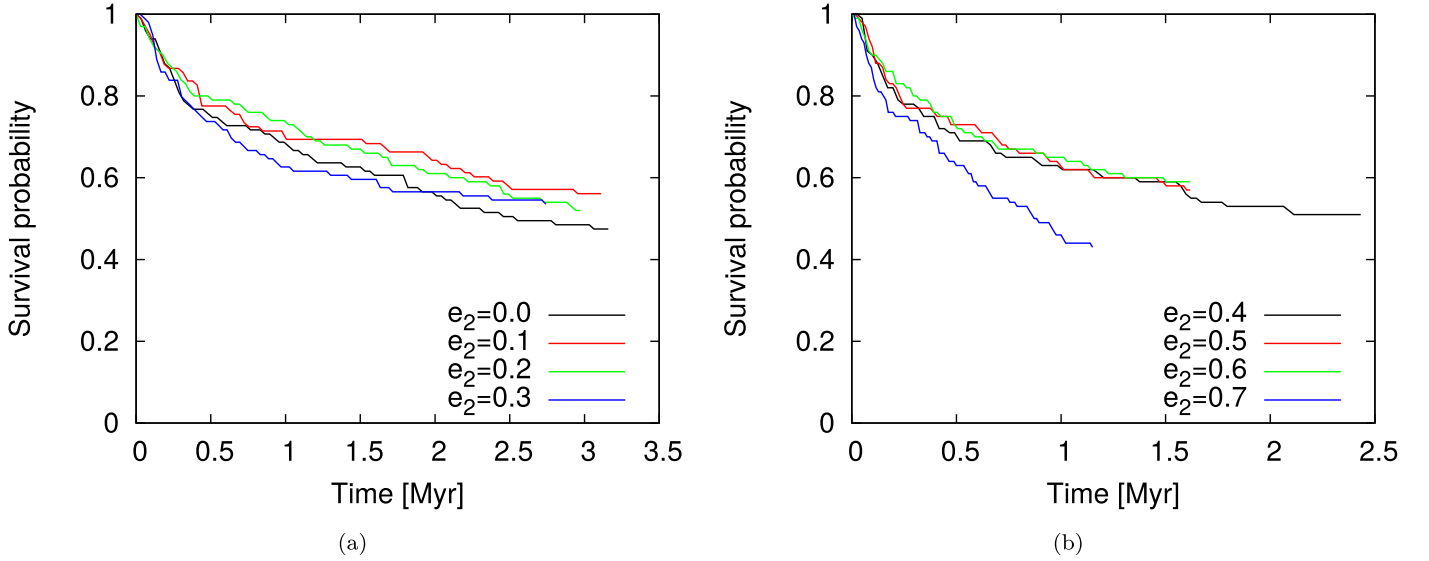 1
0.8
0.6
0.4
0.2
0
Survival probability
0 0.5 1 1.5 2 2.5 3 3.5
Time [Myr]
e2=0.0
e2=0.1
e2=0.2
e2=0.3
(a)
1
0.8
0.6
0.4
0.2
0
Survival probability
0 0.5 1 1.5 2 2.5
Time [Myr]
e2=0.4
e2=0.5
e2=0.6
e2=0.7
(b)